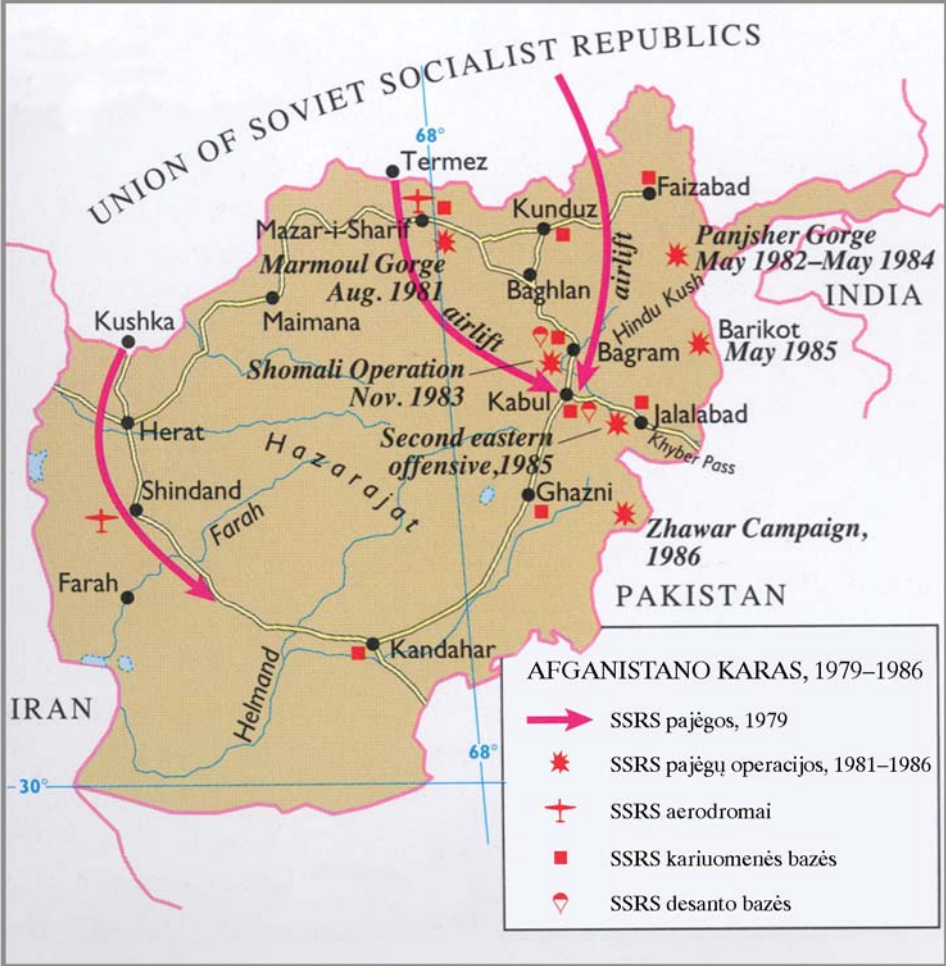 UNION OF SOVIET SOCIALIST REPUBLICS
68°
Termez
Faizabad
Kunduz
Mazar-i-Sharif
Panjsher Gorge
May 1982–May 1984
Marmoul Gorge
Aug. 1981
airlift
Baghlan
Hindu Kush
INDIA
Kushka
Maimana
airlift
Barikot
May 1985
Bagram
Shomali Operation
Nov. 1983
Kabul
Jalalabad
Herat
Hazarajat
Second eastern
offensive,1985
Khyber Pass
Shindand
Ghazni
Farah
Zhawar Campaign,
1986
Farah
PAKISTAN
Kandahar
Helmand
IRAN
68°
30°
AFGANISTANO KARAS, 1979–1986
SSRS pajėgos, 1979
SSRS pajėgų operacijos, 1981–1986
SSRS aerodromai
SSRS kariuomenės bazės
SSRS desanto bazės